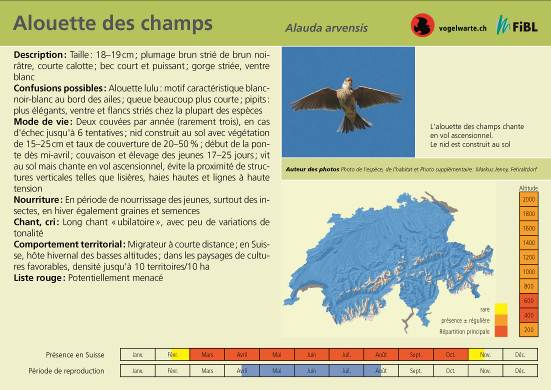 Alouette des champs
Alauda arvensis
vogelwarte.ch
FiBL
Description : Taille : 18–19 cm ; plumage brun strié de brun noi-
râtre, courte calotte ; bec court et puissant ; gorge striée, ventre
blanc
Confusions possibles : Alouette lulu : motif caractéristique blanc-
noir-blanc au bord des ailes ; queue beaucoup plus courte ; pipits :
plus élégants, ventre et flancs striés chez la plupart des espèces
Mode de vie : Deux couvées par année (rarement trois), en cas
d'échec jusqu'à 6 tentatives ; nid construit au sol avec végétation
de 15–25 cm et taux de couverture de 20–50 % ; début de la pon-
te dès mi-avril ; couvaison et élevage des jeunes 17–25 jours ; vit
au sol mais chante en vol ascensionnel, évite la proximité de struc-
tures verticales telles que lisières, haies hautes et lignes à haute
tension
Nourriture : En période de nourrissage des jeunes, surtout des in-
sectes, en hiver également graines et semences
Chant, cri : Long chant « ubilatoire », avec peu de variations de
tonalité
Comportement territorial : Migrateur à courte distance ; en Suis-
se, hôte hivernal des basses altitudes ; dans les paysages de cultu-
res favorables, densité jusqu'à 10 territoires/10 ha
Liste rouge : Potentiellement menacé
L'alouette des champs chante
en vol ascensionnel.
Le nid est construit au sol
Auteur des photos Photo de l'espèce, de l'habitat et Photo supplémentaire: Markus Jenny, Fehraltdorf
Altitude
2000
1800
1600
1400
1200
1000
800
600
400
200
rare
présence ± régulière
Répartition principale
Présence en Suisse Janv. Févr. Mars Avril Mai Juin Juil. Août Sept. Oct. Nov. Déc.
Période de reproduction Janv. Févr. Mars Avril Mai Juin Juil. Août Sept. Oct. Nov. Déc.